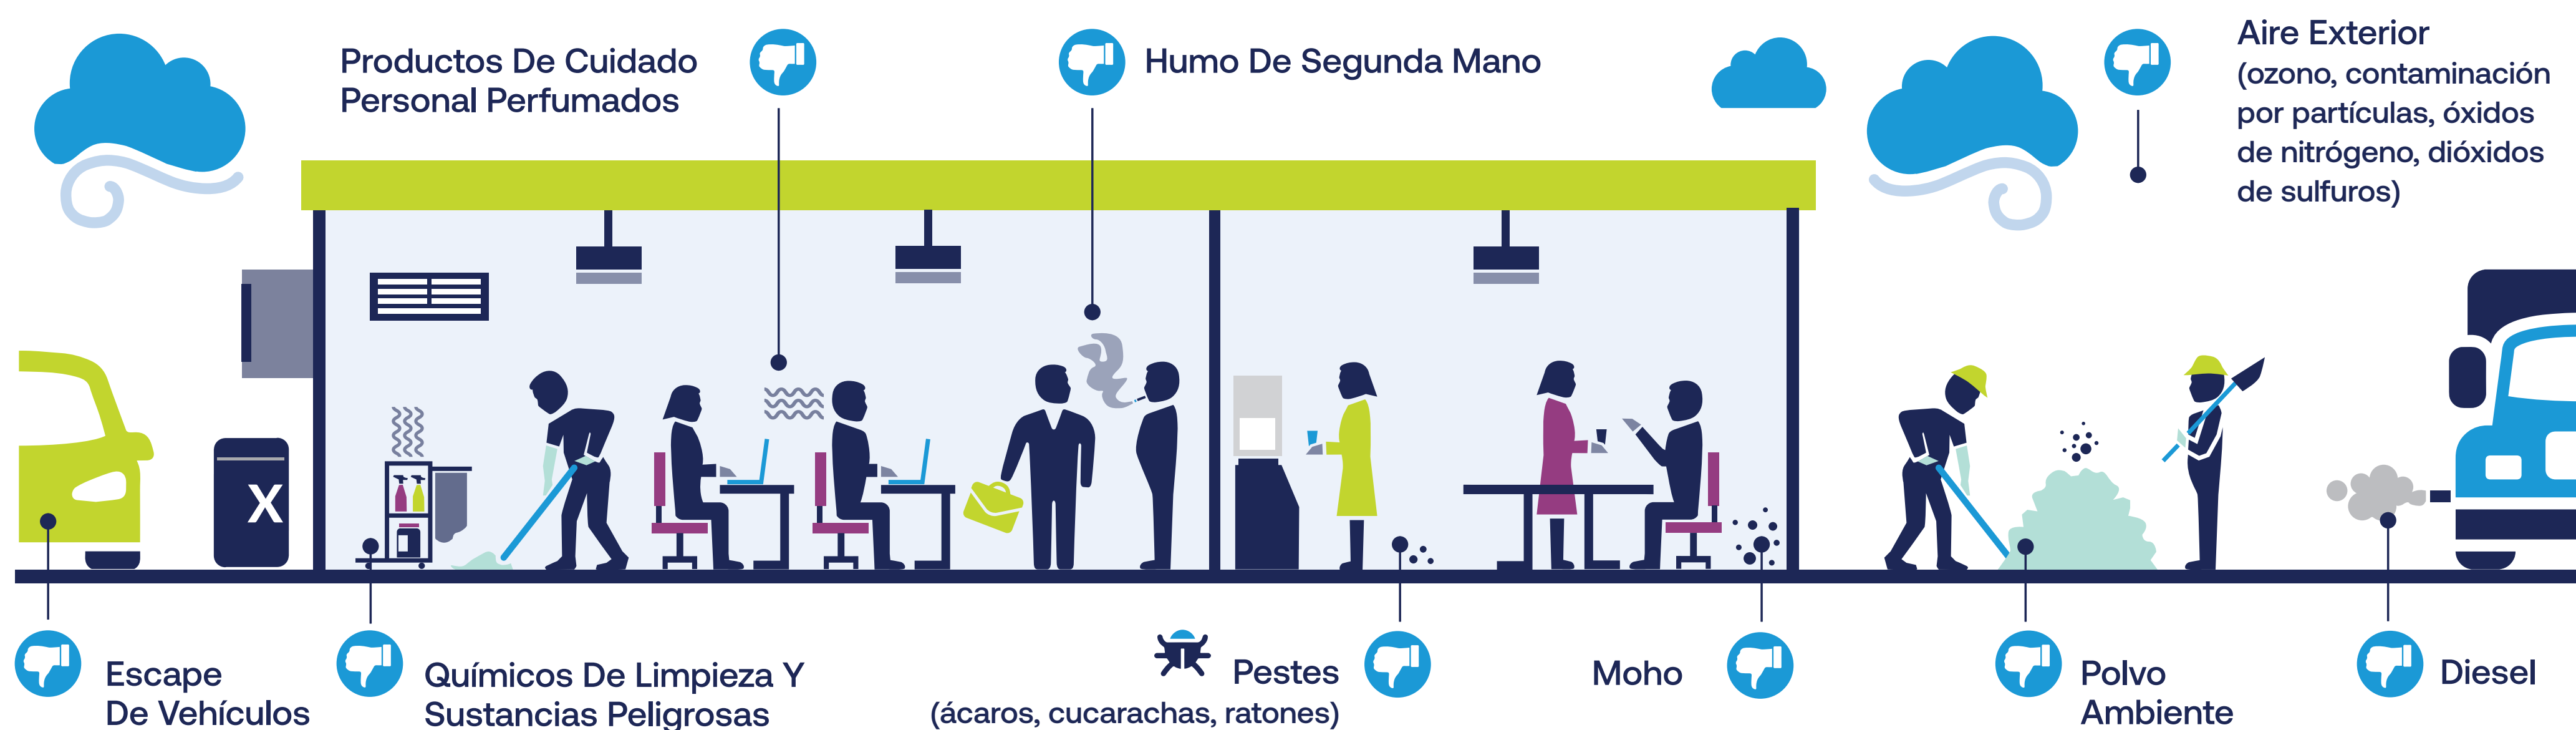 Productos De Cuidado
Personal Perfumados
Humo De Segunda Mano
Aire Exterior
(ozono, contaminación
por partículas, óxidos
de nitrógeno, dióxidos
de sulfuros)
X
Escape
De Vehículos
Químicos De Limpieza Y
Sustancias Peligrosas
Pestes
(ácaros, cucarachas, ratones)
Moho
Polvo
Ambiente
Diesel